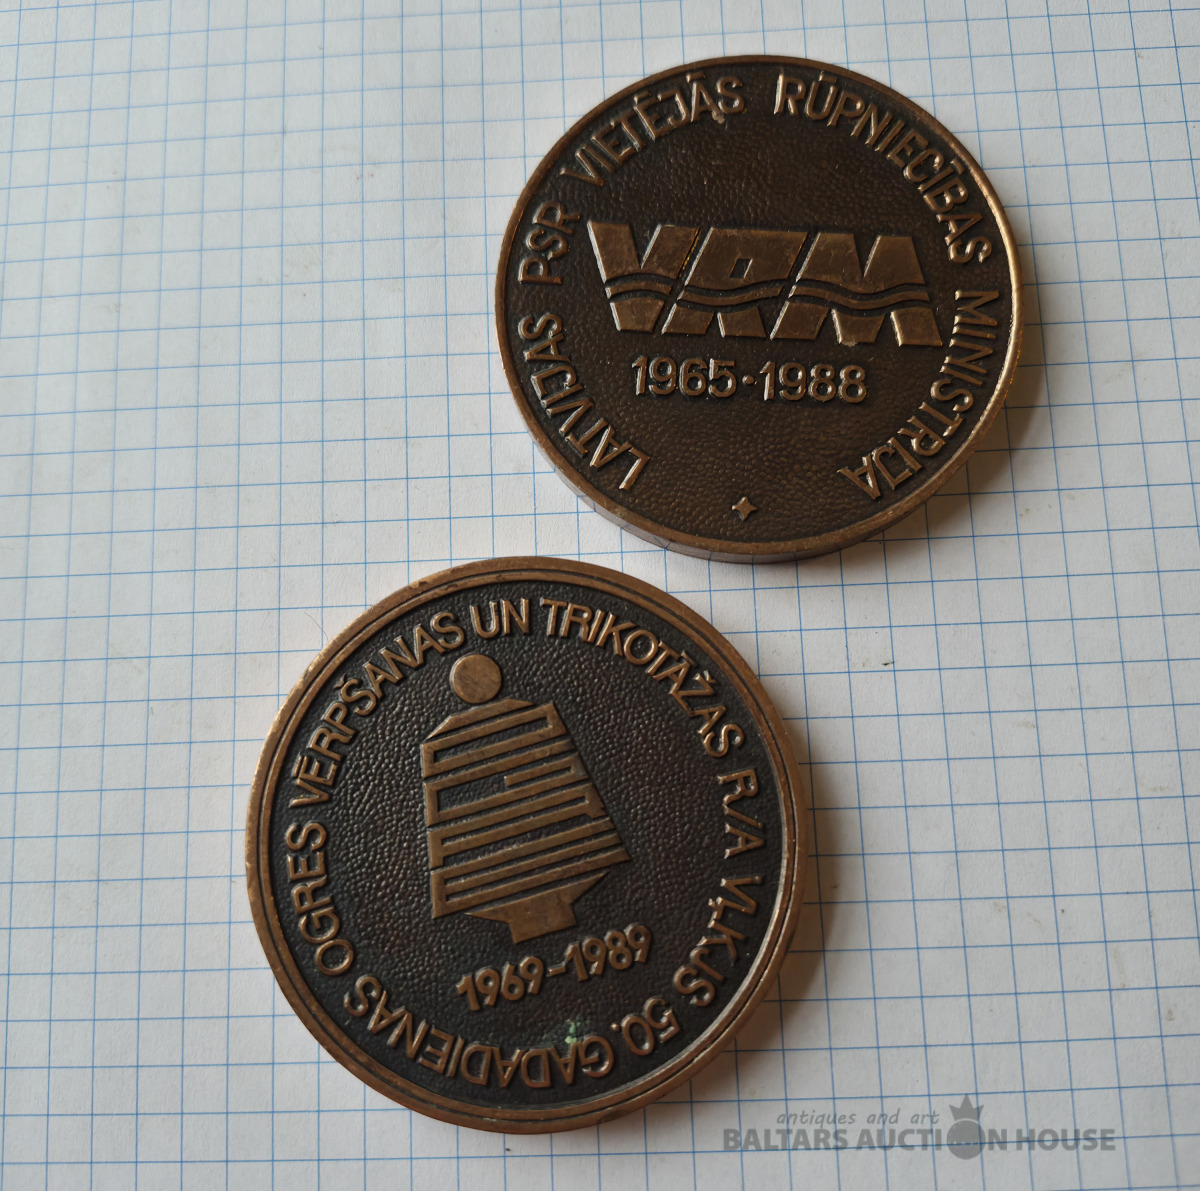 LATVIJAS PSR VIETĒJĀS RŪPNIECĪBAS MINISTRIJA
VRM
1965·1988
OGRES VĒRPŠANAS UN TRIKOTĀŽAS R/A VĻKJS 50. GADADIENAS
1969-1989
antiques and art
BALTARS AUCTION HOUSE